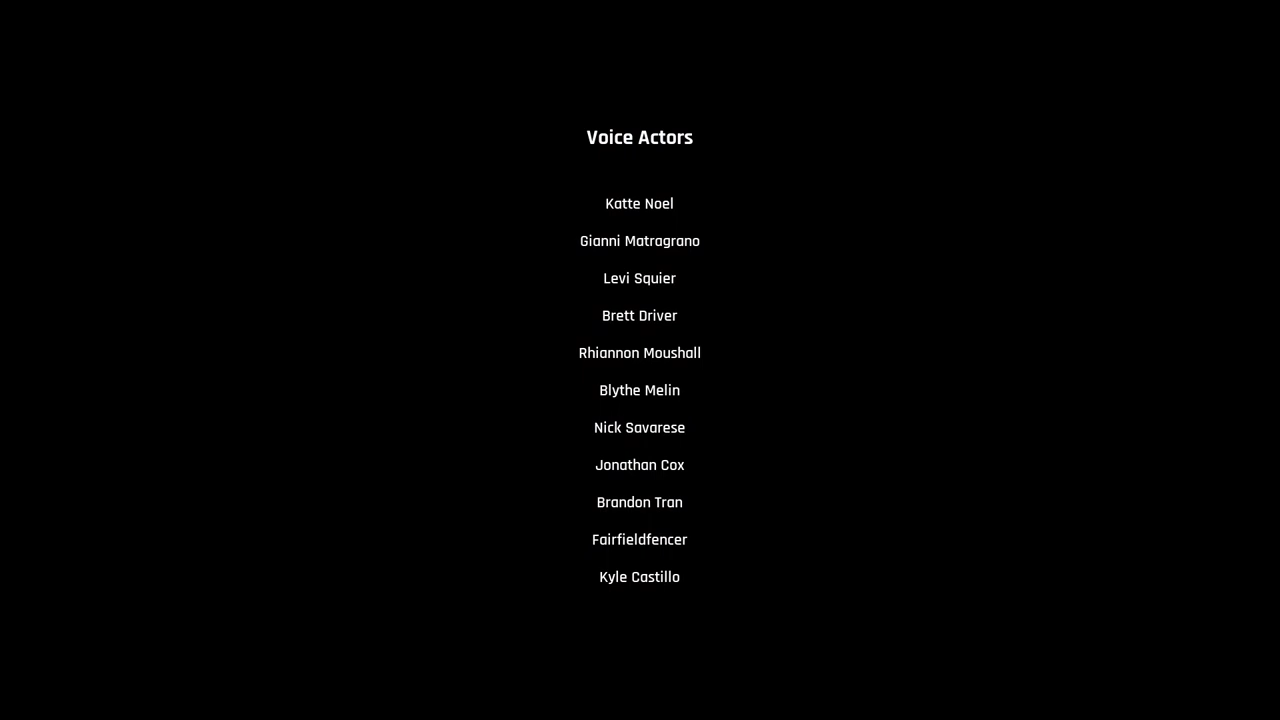 Voice Actors
Katte Noel
Gianni Matragrano
Levi Squier
Brett Driver
Rhiannon Moushall
Blythe Melin
Nick Savarese
Jonathan Cox
Brandon Tran
Fairfieldfencer
Kyle Castillo